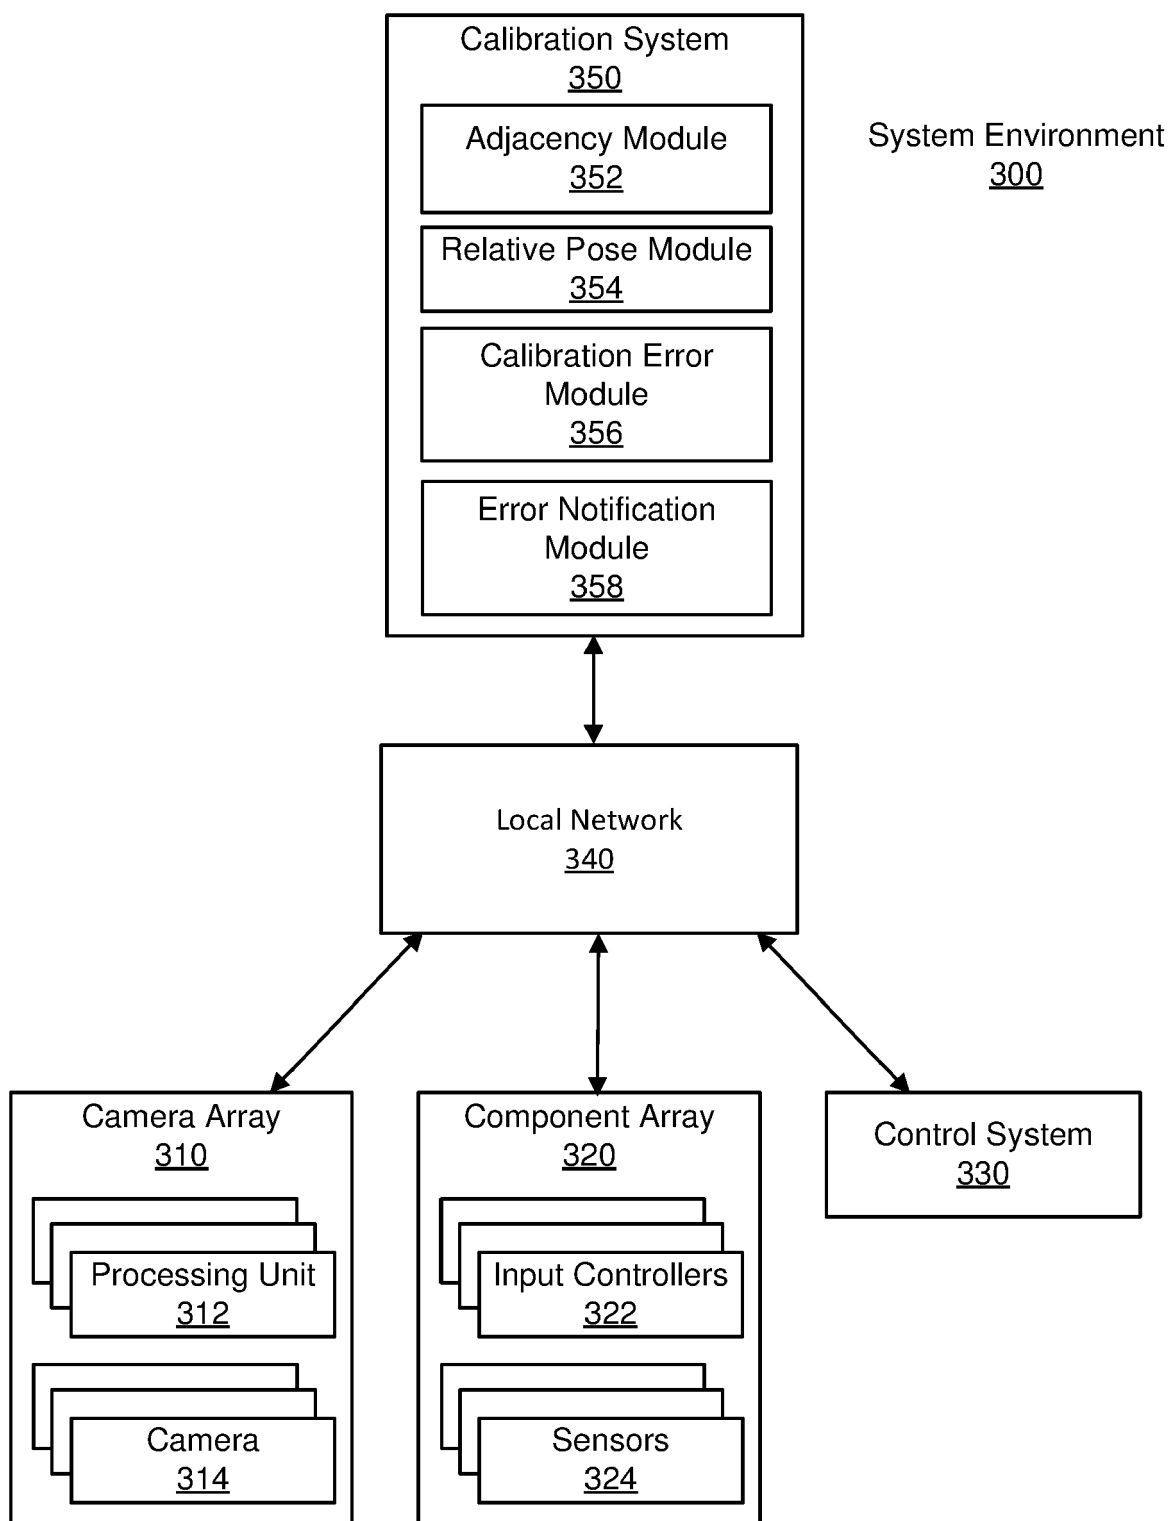 Calibration System
350
Adjacency Module
352
System Environment
300
Relative Pose Module
354
Calibration Error
Module
356
Error Notification
Module
358
Local Network
340
Camera Array
310
Processing Unit
312
Camera
314
Component Array
320
Input Controllers
322
Sensors
324
Control System
330